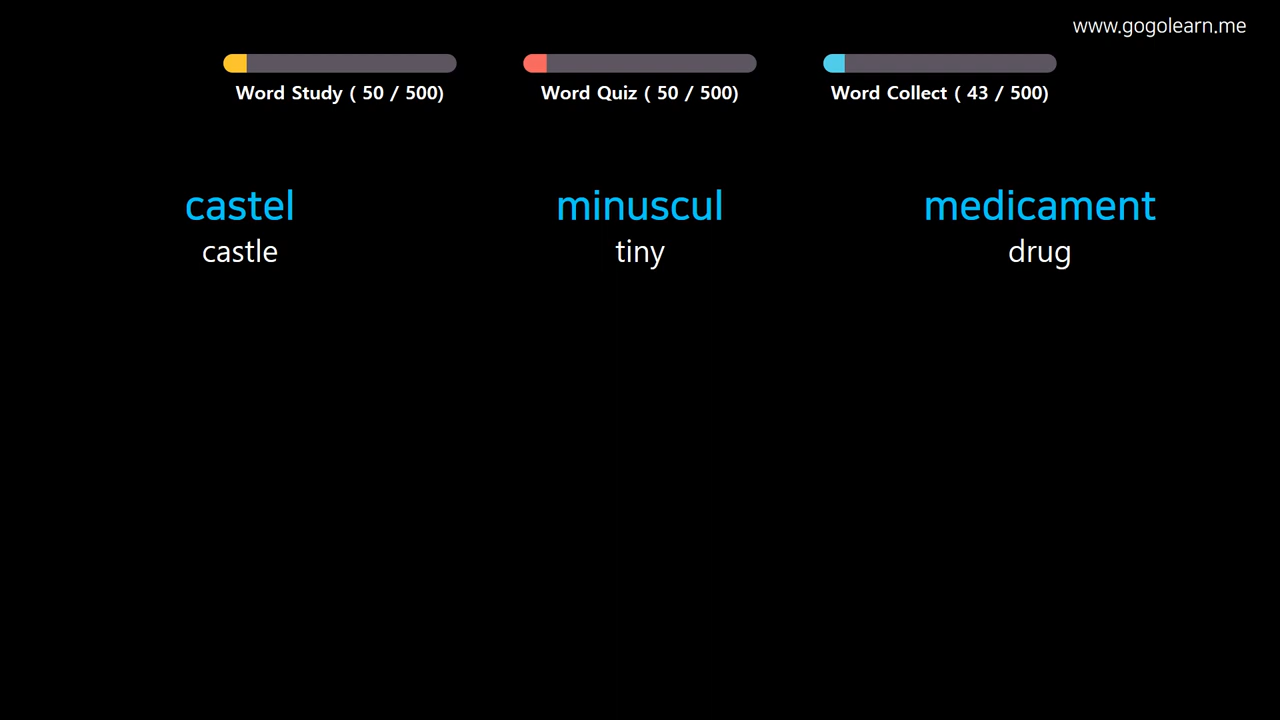 www.gogolearn.me
Word Study ( 50 / 500)
Word Quiz ( 50 / 500)
Word Collect ( 43 / 500)
castel
castle
minuscul
tiny
medicament
drug